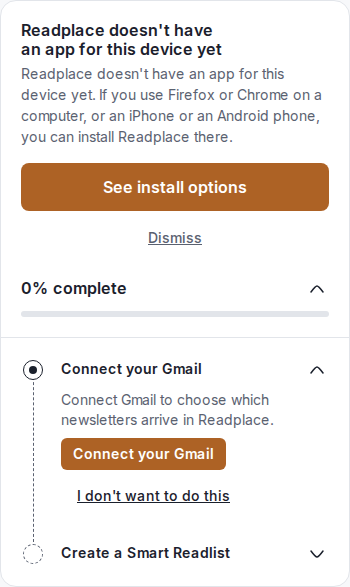 Readplace doesn't have
an app for this device yet
Readplace doesn't have an app for this
device yet. If you use Firefox or Chrome on a
computer, or an iPhone or an Android phone,
you can install Readplace there.
See install options
Dismiss
0% complete
Connect your Gmail
Connect Gmail to choose which
newsletters arrive in Readplace.
Connect your Gmail
I don't want to do this
Create a Smart Readlist